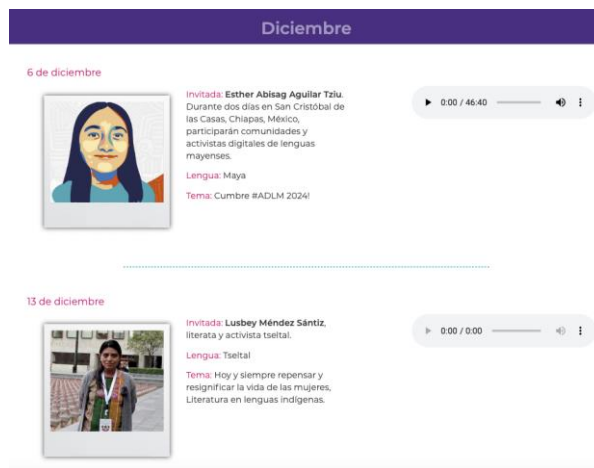 Diciembre
6 de diciembre
Invitada: Esther Abisag Aguilar Tziu.
Durante dos días en San Cristóbal de
las Casas, Chiapas, México,
participarán comunidades y
activistas digitales de lenguas
mayenses.
Lengua: Maya
Tema: Cumbre #ADLM 2024!
0:00 / 46:40
13 de diciembre
Invitada: Lusbey Méndez Sántiz,
literata y activista tseltal.
Lengua: Tseltal
Tema: Hoy y siempre repensar y
resignificar la vida de las mujeres,
Literatura en lenguas indígenas.
0:00 / 0:00